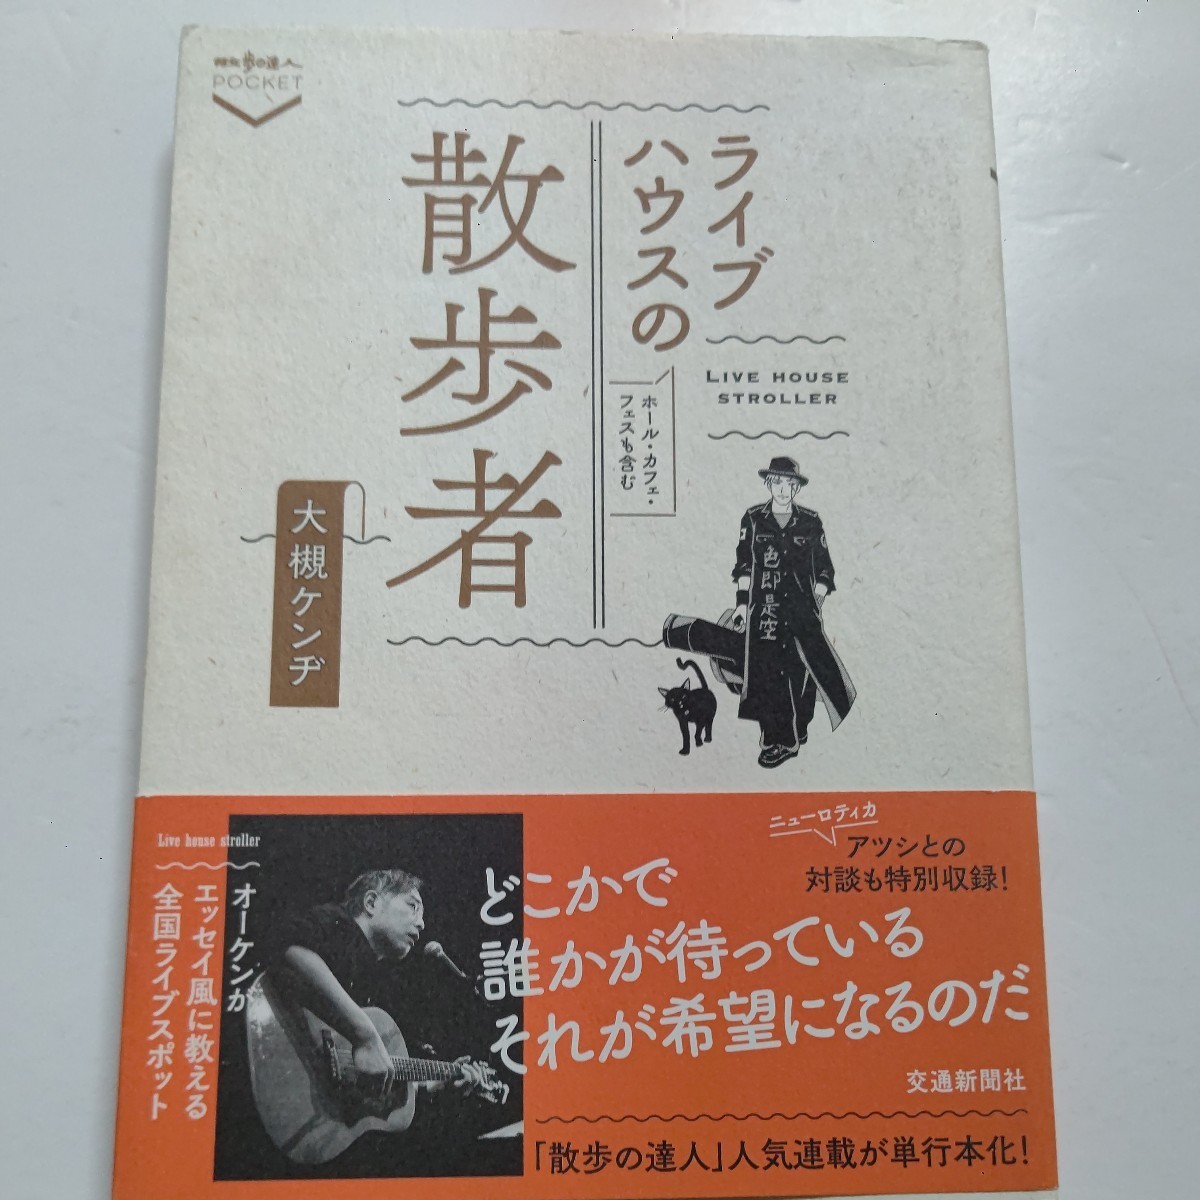 散歩の達人
POCKET
ライブ
ハウスの
散歩者
LIVE HOUSE
STROLLER
ホール・カフェ・
フェスも含む
大槻ケンヂ
色即是空
Live house stroller
オーケンが
エッセイ風に教える
全国ライブスポット
ニューロティカ
アツシとの
対談も特別収録!
どこかで
誰かが待っている
それが希望になるのだ
交通新聞社
「散歩の達人」人気連載が単行本化!